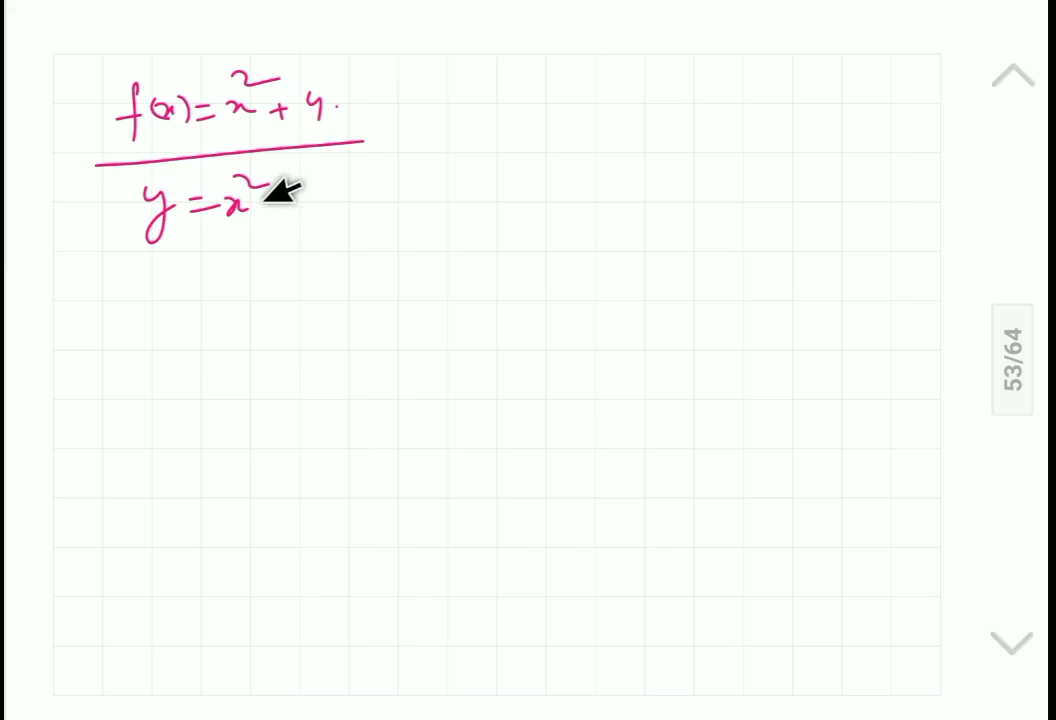 f(x) = x² + 4.
y = x²
53/64